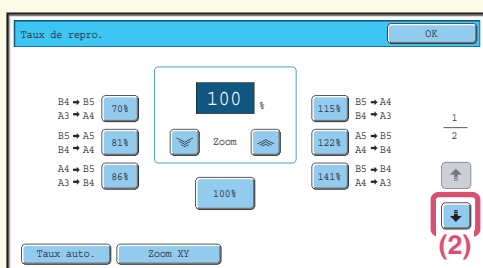 Taux de repro.
OK
B4 → B5
A3 → A4
70%
100 %
115%
B5 → A4
B4 → A3
B5 → A5
B4 → A4
81%
Zoom
122%
A5 → B5
A4 → B4
A4 → B5
A3 → B4
86%
100%
141%
B5 → B4
A4 → A3
1
2
(2)
Taux auto.
Zoom XY